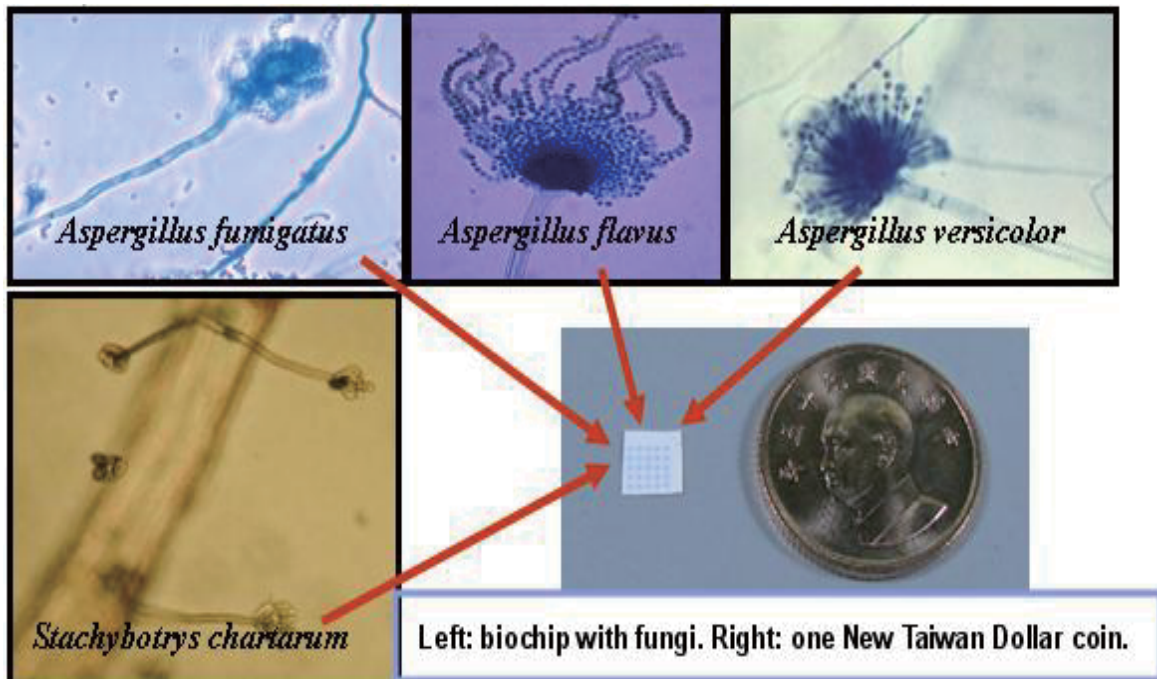 Aspergillus fumigatus
Aspergillus flavus
Aspergillus versicolor
Stachybotrys chartarum
Left: biochip with fungi. Right: one New Taiwan Dollar coin.